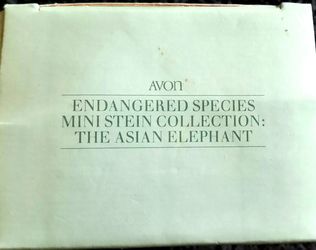 AVON
ENDANGERED SPECIES
MINI STEIN COLLECTION:
THE ASIAN ELEPHANT